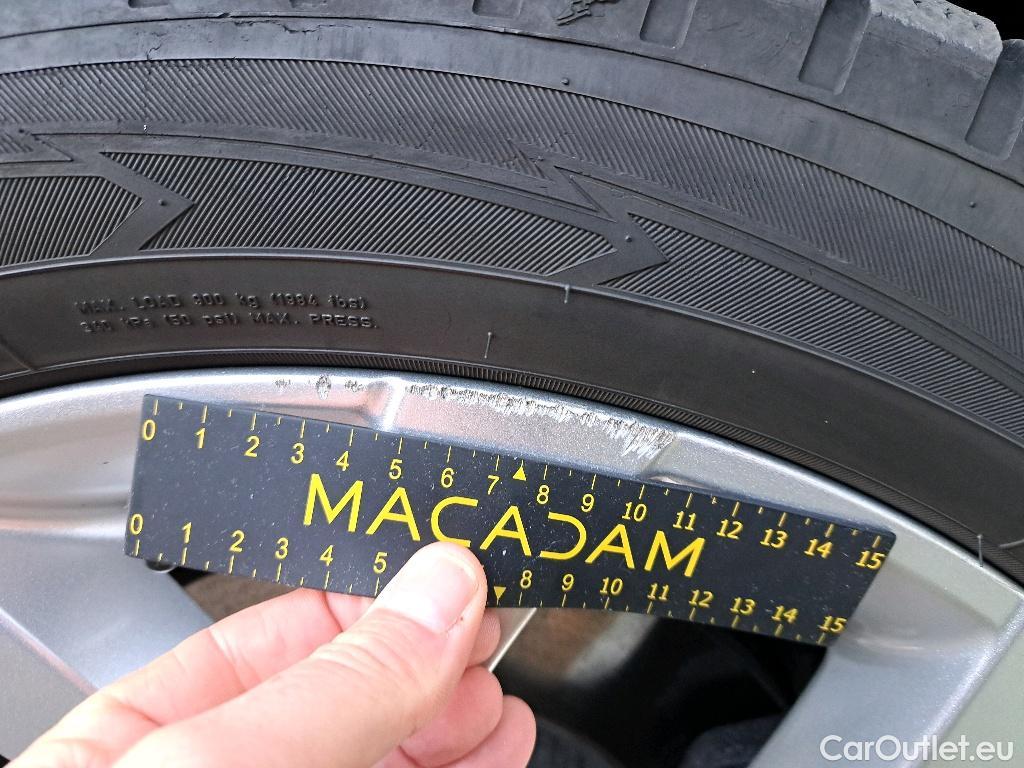 MAX. LOAD 900 kg (1984 lbs)
340 kPa (50 psi) MAX. PRESS.
0 1 2 3 4 5 6 7 8 9 10 11 12 13 14 15
MACADAM
0 1 2 3 4 5 8 9 10 11 12 13 14 15
CarOutlet.eu